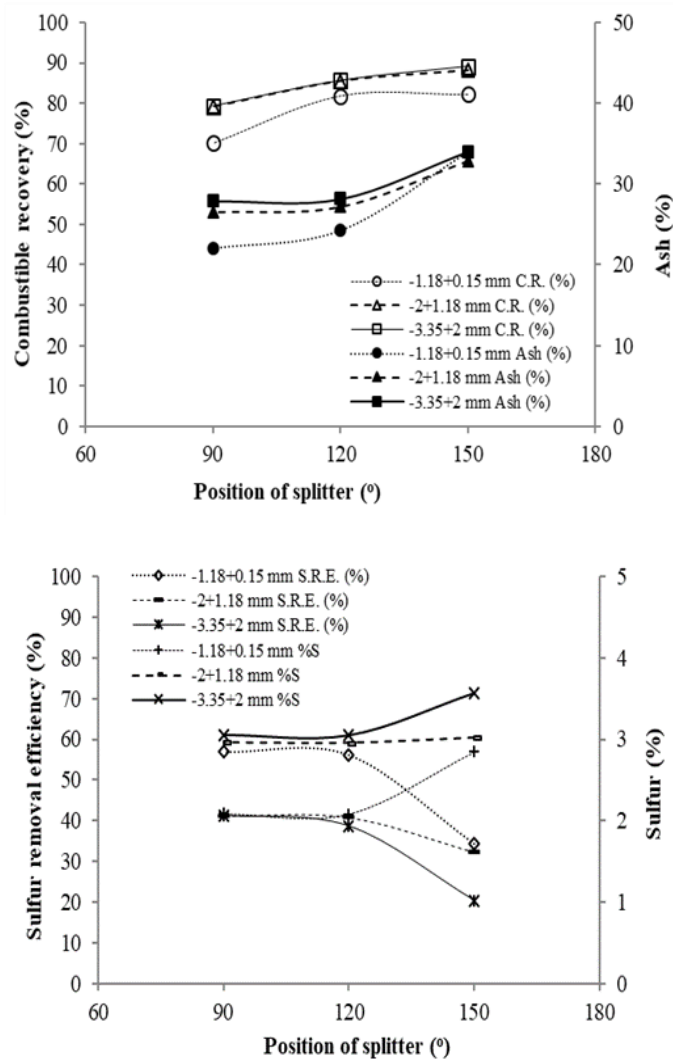 100
90
80
70
60
50
40
30
20
10
0
Combustible recovery (%)
50
40
30
20
10
0
Ash (%)
-1.18+0.15 mm C.R. (%)
-2+1.18 mm C.R. (%)
-3.35+2 mm C.R. (%)
-1.18+0.15 mm Ash (%)
-2+1.18 mm Ash (%)
-3.35+2 mm Ash (%)
60 90 120 150 180
Position of splitter (º)
100
90
80
70
60
50
40
30
20
10
0
Sulfur removal efficiency (%)
5
4
3
2
1
0
Sulfur (%)
-1.18+0.15 mm S.R.E. (%)
-2+1.18 mm S.R.E. (%)
-3.35+2 mm S.R.E. (%)
-1.18+0.15 mm %S
-2+1.18 mm %S
-3.35+2 mm %S
60 90 120 150 180
Position of splitter (º)